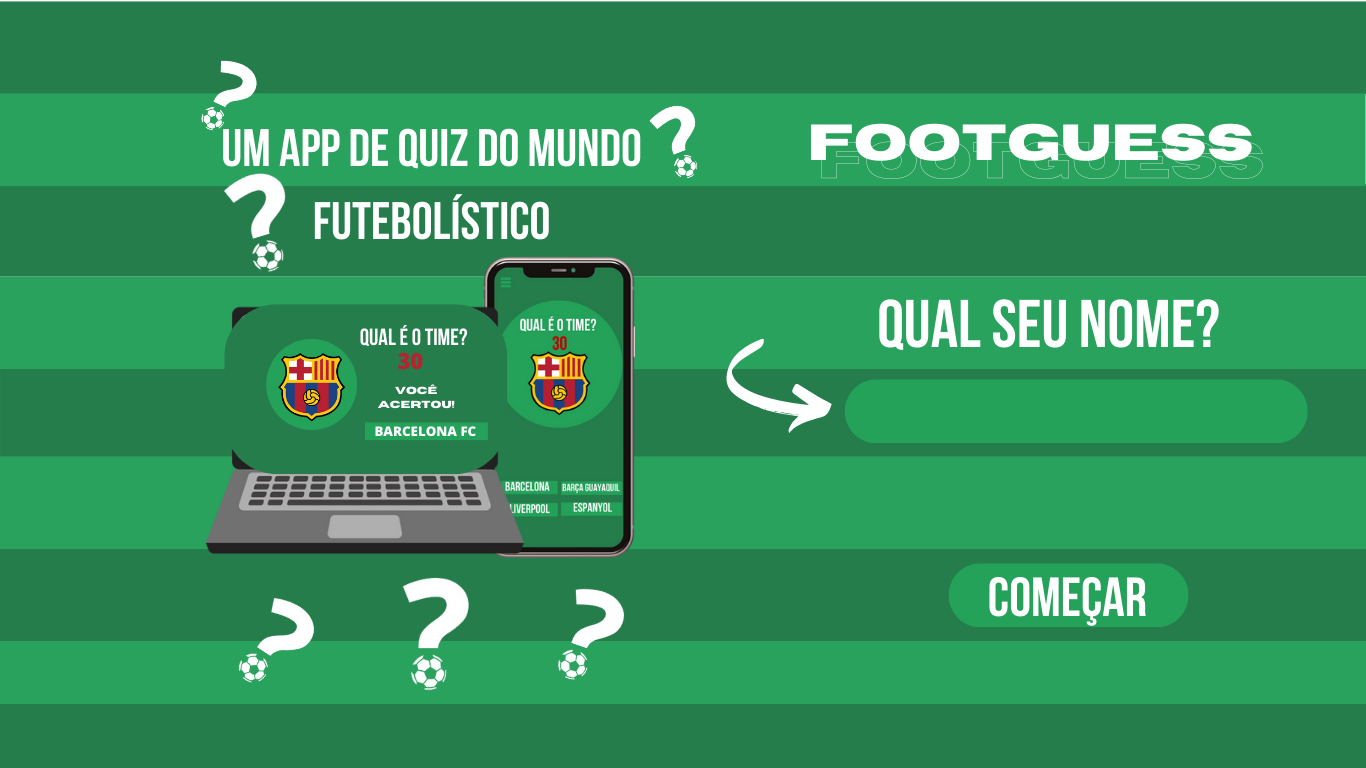 UM APP DE QUIZ DO MUNDO
FUTEBOLÍSTICO
FOOTGUESS
FOOTGUESS
QUAL SEU NOME?
COMEÇAR
QUAL É O TIME?
30
VOCÊ
ACERTOU!
BARCELONA FC
QUAL É O TIME?
30
BARCELONA
BARÇA GUAYAQUIL
LIVERPOOL
ESPANYOL